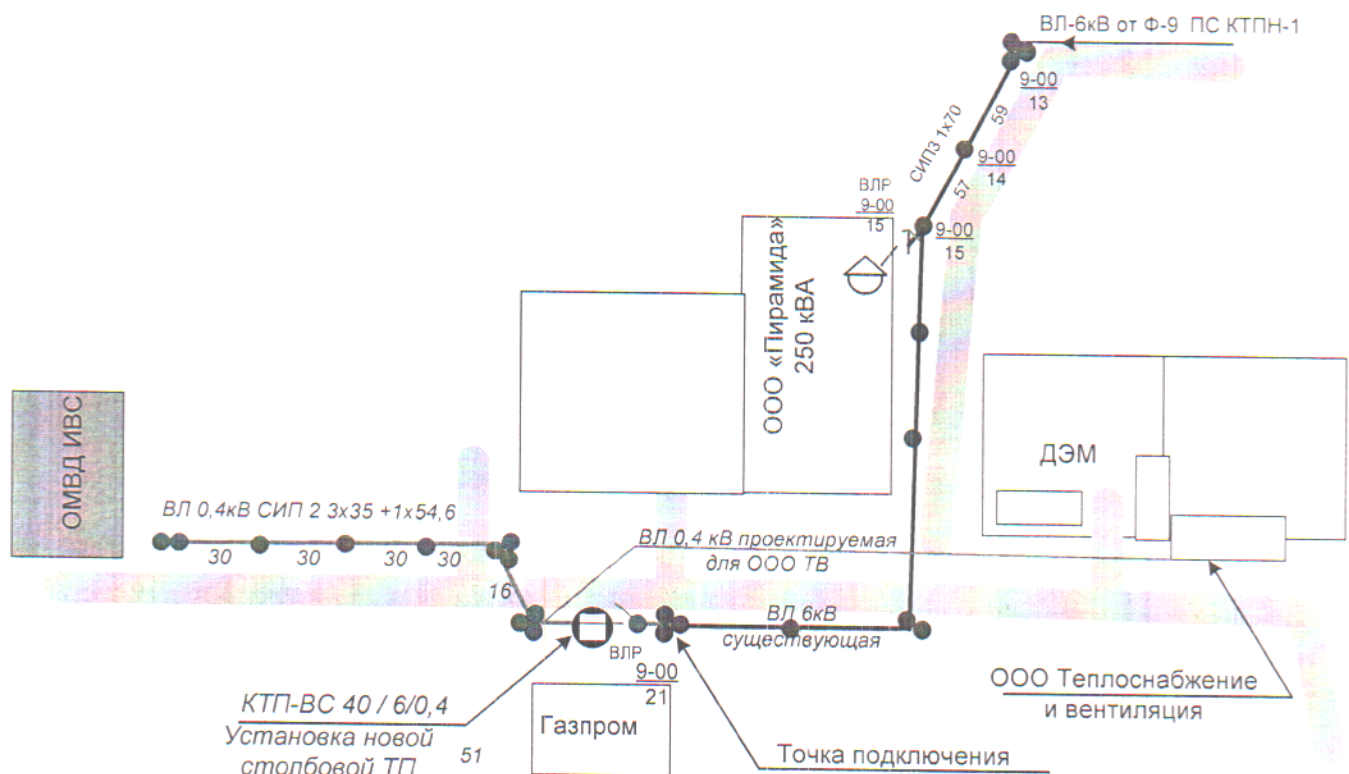 ВЛ-6кВ от Ф-9 ПС КТПН-1
9-00
13
59
СИП3 1х70
9-00
14
57
ВЛР
9-00
15
9-00
15
ООО «Пирамида»
250 кВА
ОМВД ИВС
ДЭМ
ВЛ 0,4кВ СИП 2 3х35 +1х54,6
30
30
30
30
ВЛ 0,4 кВ проектируемая
для ООО ТВ
16
ВЛ 6кВ
существующая
ВЛР
9-00
21
ООО Теплоснабжение
и вентиляция
КТП-ВС 40 / 6/0,4
Установка новой
столбовой ТП
51
Газпром
Точка подключения